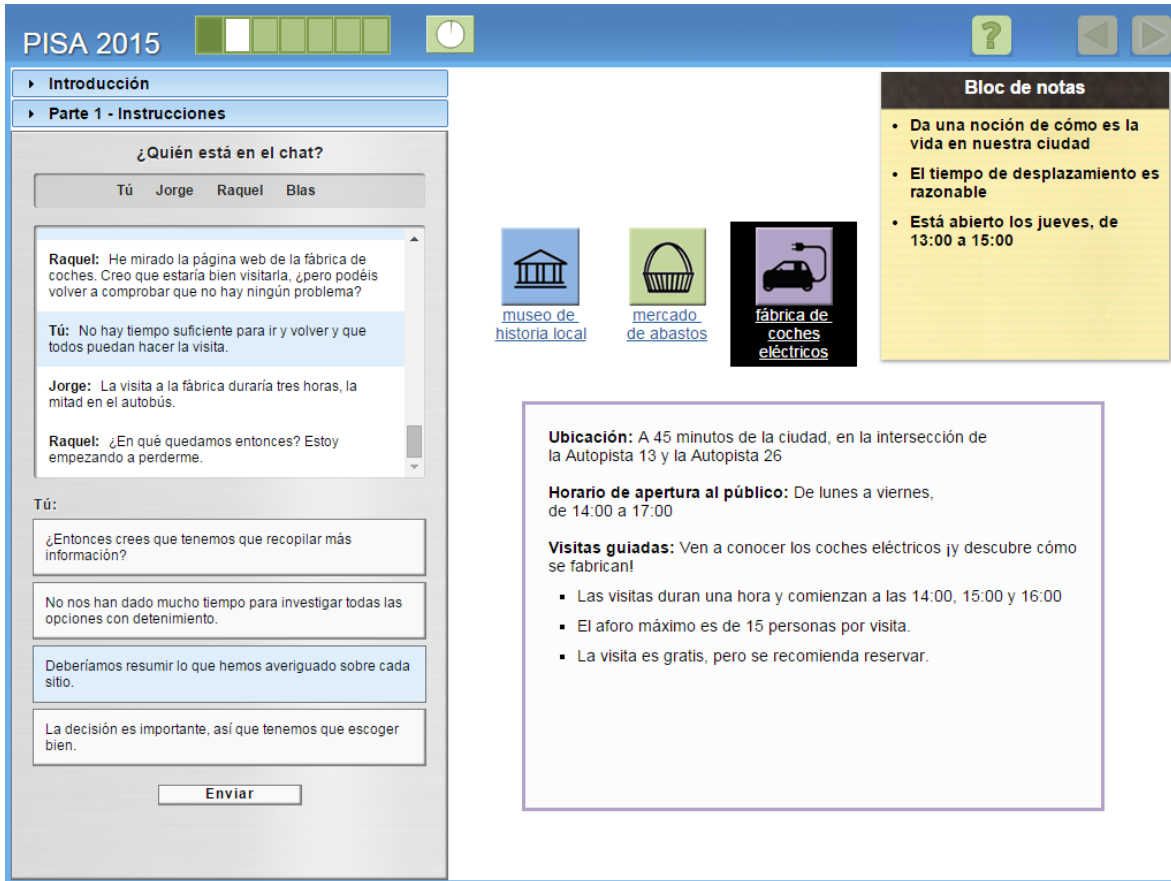 PISA 2015
?
Introducción
Parte 1 - Instrucciones
¿Quién está en el chat?
Tú Jorge Raquel Blas
Raquel: He mirado la página web de la fábrica de
coches. Creo que estaría bien visitarla, ¿pero podéis
volver a comprobar que no hay ningún problema?
Tú: No hay tiempo suficiente para ir y volver y que
todos puedan hacer la visita.
Jorge: La visita a la fábrica duraría tres horas, la
mitad en el autobús.
Raquel: ¿En qué quedamos entonces? Estoy
empezando a perderme.
Tú:
¿Entonces crees que tenemos que recopilar más
información?
No nos han dado mucho tiempo para investigar todas las
opciones con detenimiento.
Deberíamos resumir lo que hemos averiguado sobre cada
sitio.
La decisión es importante, así que tenemos que escoger
bien.
Enviar
museo de
historia local
mercado
de abastos
fábrica de
coches
eléctricos
Bloc de notas
• Da una noción de cómo es la
vida en nuestra ciudad
• El tiempo de desplazamiento es
razonable
• Está abierto los jueves, de
13:00 a 15:00
Ubicación: A 45 minutos de la ciudad, en la intersección de
la Autopista 13 y la Autopista 26
Horario de apertura al público: De lunes a viernes,
de 14:00 a 17:00
Visitas guiadas: Ven a conocer los coches eléctricos ¡y descubre cómo
se fabrican!
▪ Las visitas duran una hora y comienzan a las 14:00, 15:00 y 16:00
▪ El aforo máximo es de 15 personas por visita.
▪ La visita es gratis, pero se recomienda reservar.